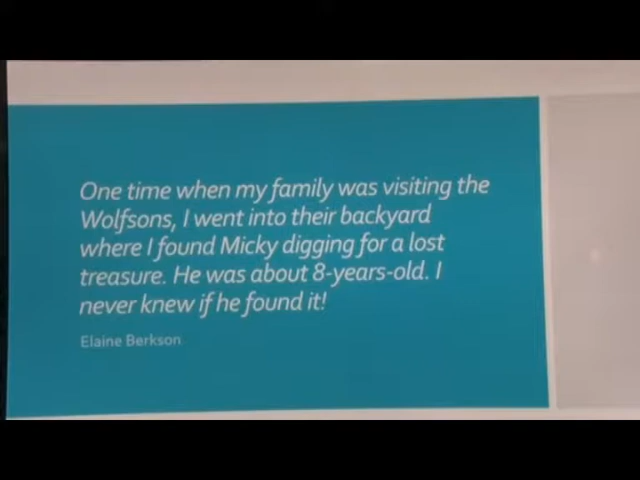 One time when my family was visiting the
Wolfsons, I went into their backyard
where I found Micky digging for a lost
treasure. He was about 8-years-old. I
never knew if he found it!
Elaine Berkson